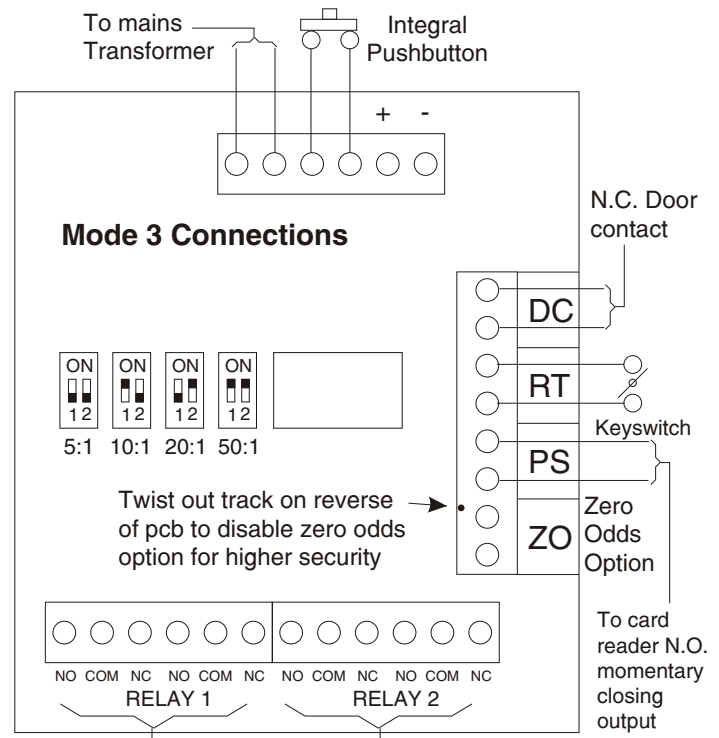 To mains
Transformer
Integral
Pushbutton
+ -
N.C. Door
contact
Mode 3 Connections
DC
RT
Keyswitch
PS
ZO
Zero
Odds
Option
ON ON ON ON
1 2 1 2 1 2 1 2
5:1 10:1 20:1 50:1
Twist out track on reverse
of pcb to disable zero odds
option for higher security
To card
reader N.O.
momentary
closing
output
NO COM NC NO COM NC NO COM NC NO COM NC
RELAY 1 RELAY 2